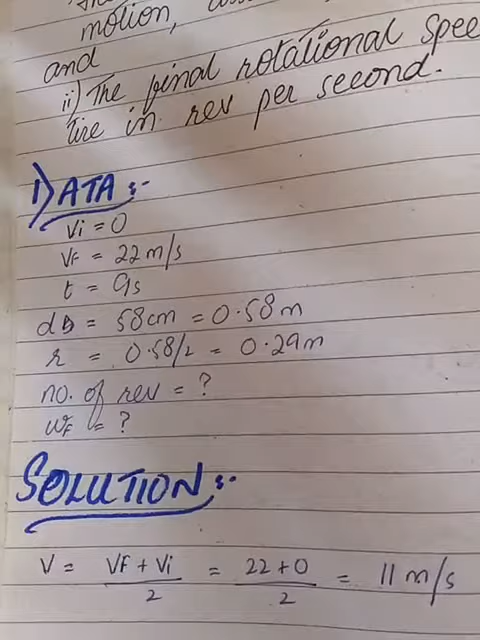 motion,
and
ii) The final rotational Spee
tire in rev per second.
DATA:-
Vi = 0
VF = 22 m/s
t = 9s
dD = 58cm = 0.58m
r = 0.58/2 = 0.29m
no. of rev = ?
WF = ?
SOLUTION:-
V = VF + Vi / 2 = 22 + 0 / 2 = 11 m/s